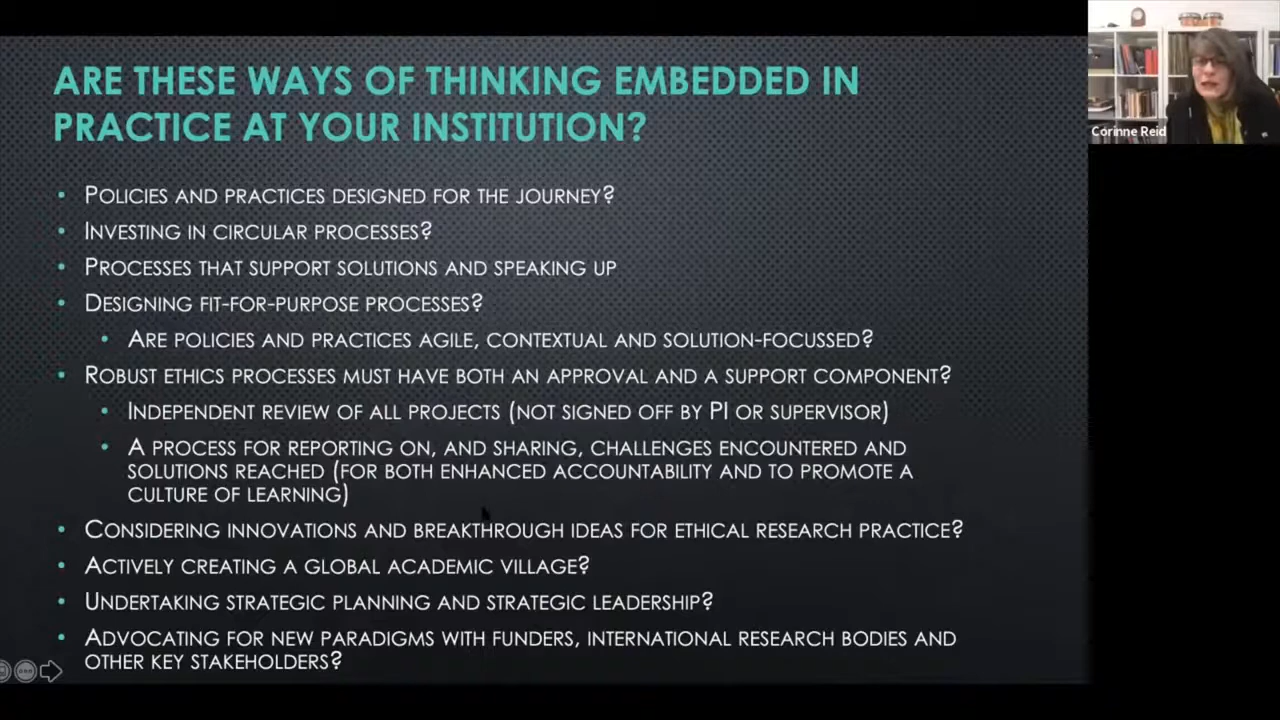 ARE THESE WAYS OF THINKING EMBEDDED IN
PRACTICE AT YOUR INSTITUTION?
• POLICIES AND PRACTICES DESIGNED FOR THE JOURNEY?
• INVESTING IN CIRCULAR PROCESSES?
• PROCESSES THAT SUPPORT SOLUTIONS AND SPEAKING UP
• DESIGNING FIT-FOR-PURPOSE PROCESSES?
• ARE POLICIES AND PRACTICES AGILE, CONTEXTUAL AND SOLUTION-FOCUSSED?
• ROBUST ETHICS PROCESSES MUST HAVE BOTH AN APPROVAL AND A SUPPORT COMPONENT?
• INDEPENDENT REVIEW OF ALL PROJECTS (NOT SIGNED OFF BY PI OR SUPERVISOR)
• A PROCESS FOR REPORTING ON, AND SHARING, CHALLENGES ENCOUNTERED AND
SOLUTIONS REACHED (FOR BOTH ENHANCED ACCOUNTABILITY AND TO PROMOTE A
CULTURE OF LEARNING)
• CONSIDERING INNOVATIONS AND BREAKTHROUGH IDEAS FOR ETHICAL RESEARCH PRACTICE?
• ACTIVELY CREATING A GLOBAL ACADEMIC VILLAGE?
• UNDERTAKING STRATEGIC PLANNING AND STRATEGIC LEADERSHIP?
• ADVOCATING FOR NEW PARADIGMS WITH FUNDERS, INTERNATIONAL RESEARCH BODIES AND
OTHER KEY STAKEHOLDERS?
Corinne Reid